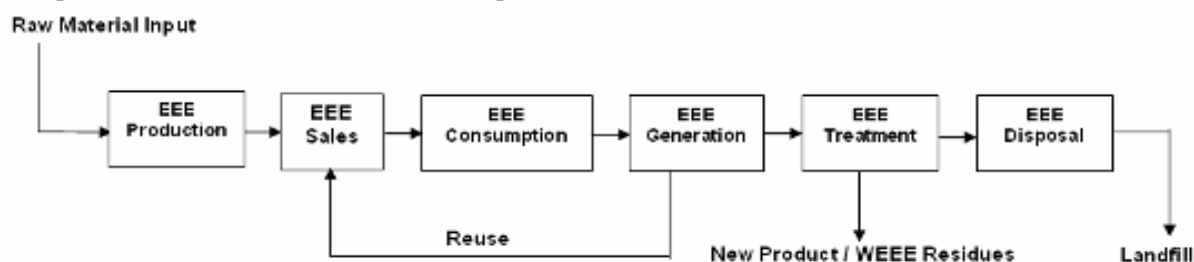 Raw Material Input
EEE
Production
EEE
Sales
EEE
Consumption
EEE
Generation
EEE
Treatment
EEE
Disposal
Reuse
New Product / WEEE Residues
Landfill